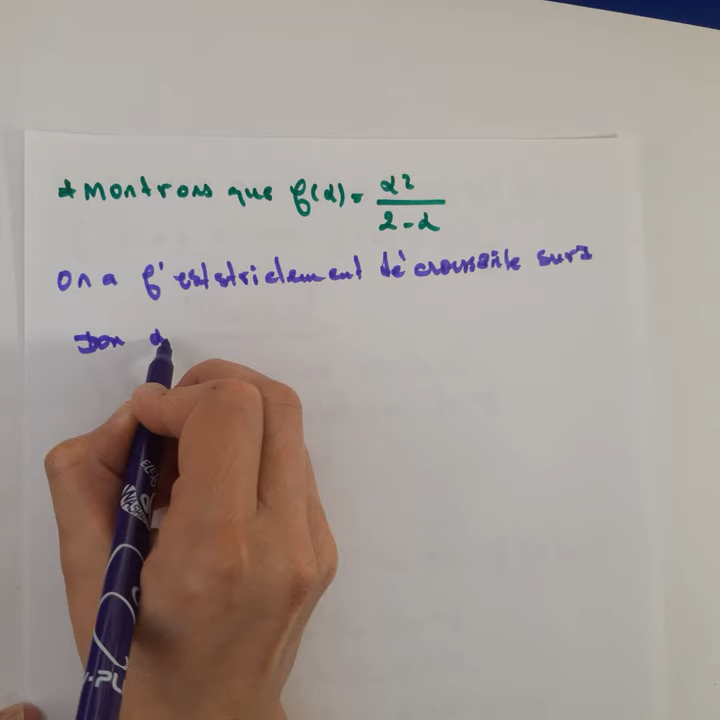 * Montrons que f(α) = α² / 2-α
on a f' est strictement décroissante sur
Don d